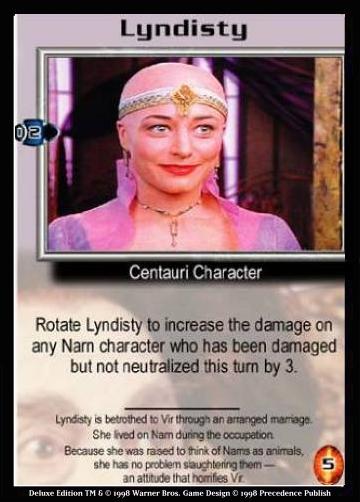 Lyndisty
02
Centauri Character
Rotate Lyndisty to increase the damage on
any Narn character who has been damaged
but not neutralized this turn by 3.
Lyndisty is betrothed to Vir through an arranged marriage.
She lived on Narn during the occupation.
Because she was raised to think of Narns as animals,
she has no problem slaughtering them —
an attitude that horrifies Vir.
5
Deluxe Edition TM & © 1998 Warner Bros. Game Design © 1998 Precedence Publish